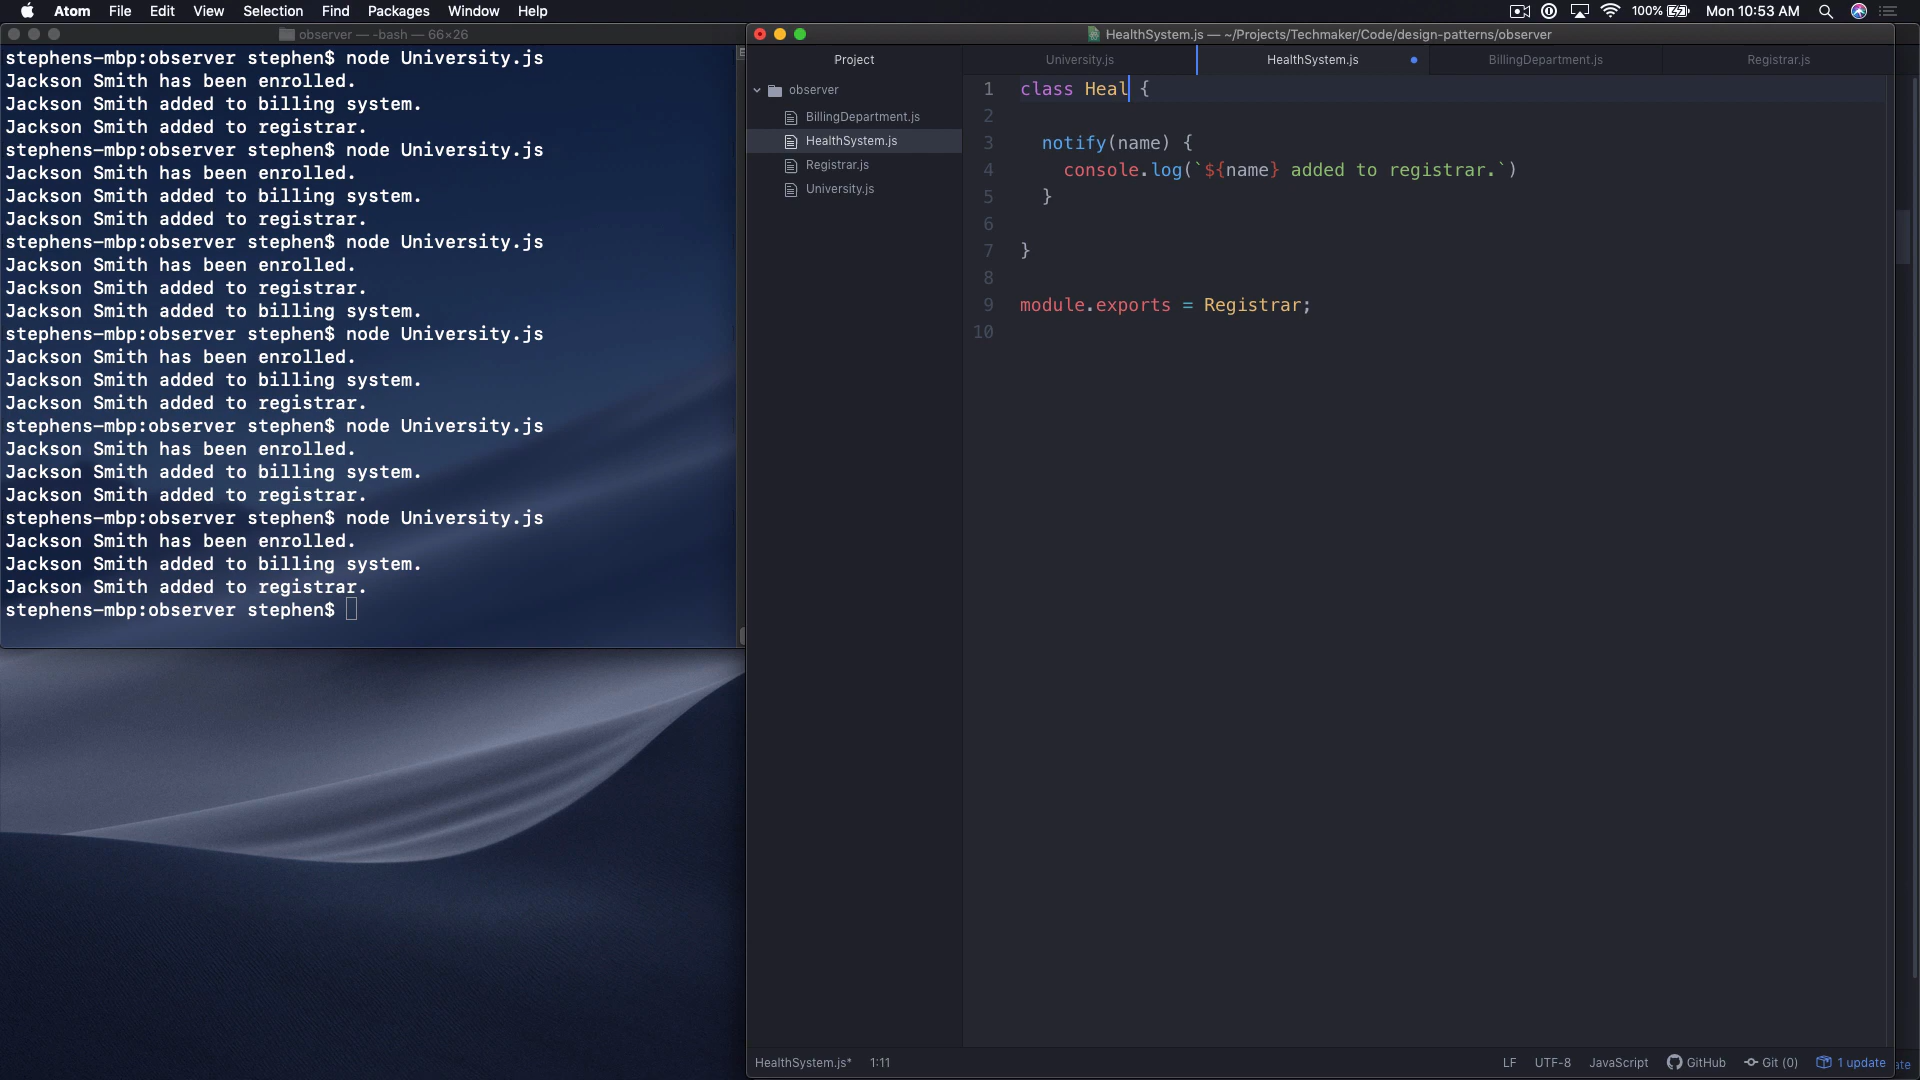 Atom File Edit View Selection Find Packages Window Help
100% Mon 10:53 AM
observer — -bash — 66×26
stephens-mbp:observer stephen$ node University.js
Jackson Smith has been enrolled.
Jackson Smith added to billing system.
Jackson Smith added to registrar.
stephens-mbp:observer stephen$ node University.js
Jackson Smith has been enrolled.
Jackson Smith added to billing system.
Jackson Smith added to registrar.
stephens-mbp:observer stephen$ node University.js
Jackson Smith has been enrolled.
Jackson Smith added to registrar.
Jackson Smith added to billing system.
stephens-mbp:observer stephen$ node University.js
Jackson Smith has been enrolled.
Jackson Smith added to billing system.
Jackson Smith added to registrar.
stephens-mbp:observer stephen$ node University.js
Jackson Smith has been enrolled.
Jackson Smith added to billing system.
Jackson Smith added to registrar.
stephens-mbp:observer stephen$ node University.js
Jackson Smith has been enrolled.
Jackson Smith added to billing system.
Jackson Smith added to registrar.
stephens-mbp:observer stephen$
HealthSystem.js — ~/Projects/Techmaker/Code/design-patterns/observer
Project
observer
BillingDepartment.js
HealthSystem.js
Registrar.js
University.js
University.js HealthSystem.js BillingDepartment.js Registrar.js
1 class Heal {
2
3 notify(name) {
4 console.log(`${name} added to registrar.`)
5 }
6
7 }
8
9 module.exports = Registrar;
10
HealthSystem.js* 1:11
LF UTF-8 JavaScript GitHub Git (0) 1 update